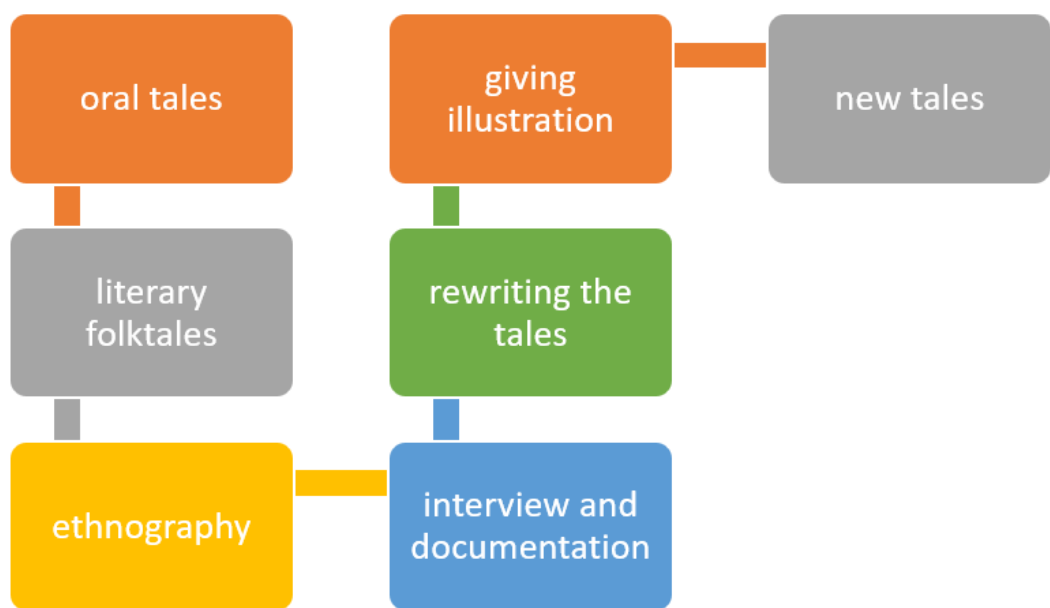 oral tales
literary
folktales
ethnography
interview and
documentation
rewriting the
tales
giving
illustration
new tales